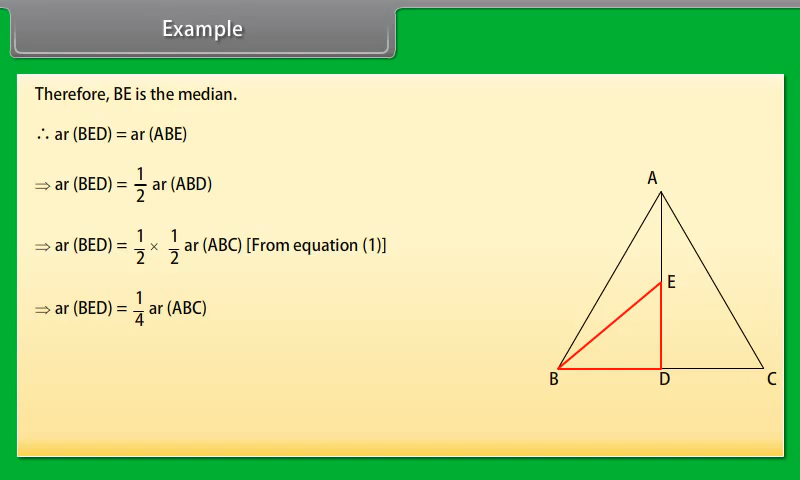 Example
Therefore, BE is the median.
∴ ar (BED) = ar (ABE)
⇒ ar (BED) = 1/2 ar (ABD)
⇒ ar (BED) = 1/2 × 1/2 ar (ABC) [From equation (1)]
⇒ ar (BED) = 1/4 ar (ABC)
A
E
B D C